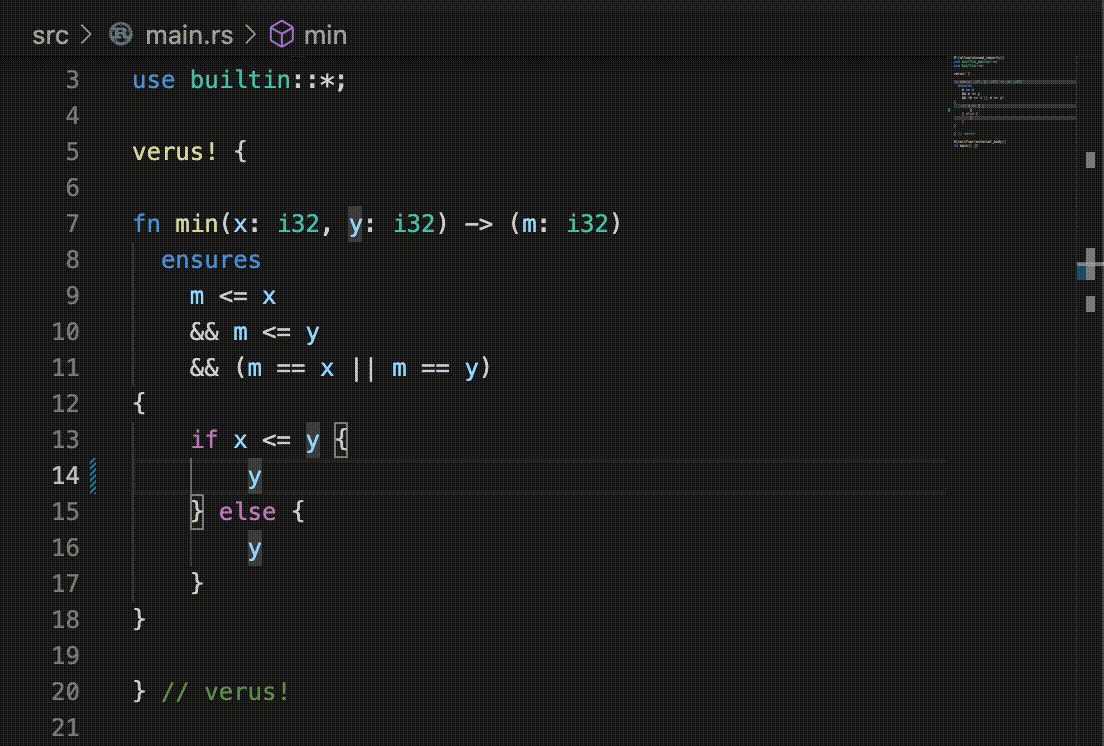 src > main.rs > min
3 use builtin::*;
4
5 verus! {
6
7 fn min(x: i32, y: i32) -> (m: i32)
8 ensures
9 m <= x
10 && m <= y
11 && (m == x || m == y)
12 {
13 if x <= y {
14 y
15 } else {
16 y
17 }
18 }
19
20 } // verus!
21